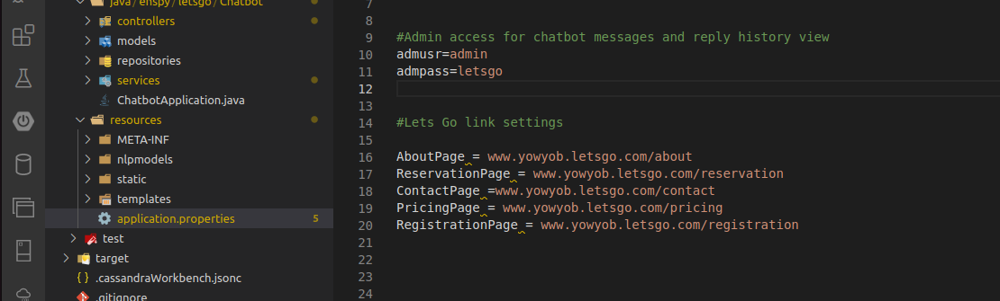 java / enspy / letsgo / Chatbot
controllers
models
repositories
services
ChatbotApplication.java
resources
META-INF
nlpmodels
static
templates
application.properties 5
test
target
{ } .cassandraWorkbench.jsonc
.gitignore
7
8
9 #Admin access for chatbot messages and reply history view
10 admusr=admin
11 admpass=letsgo
12
13
14 #Lets Go link settings
15
16 AboutPage = www.yowyob.letsgo.com/about
17 ReservationPage = www.yowyob.letsgo.com/reservation
18 ContactPage =www.yowyob.letsgo.com/contact
19 PricingPage = www.yowyob.letsgo.com/pricing
20 RegistrationPage = www.yowyob.letsgo.com/registration
21
22
23
24